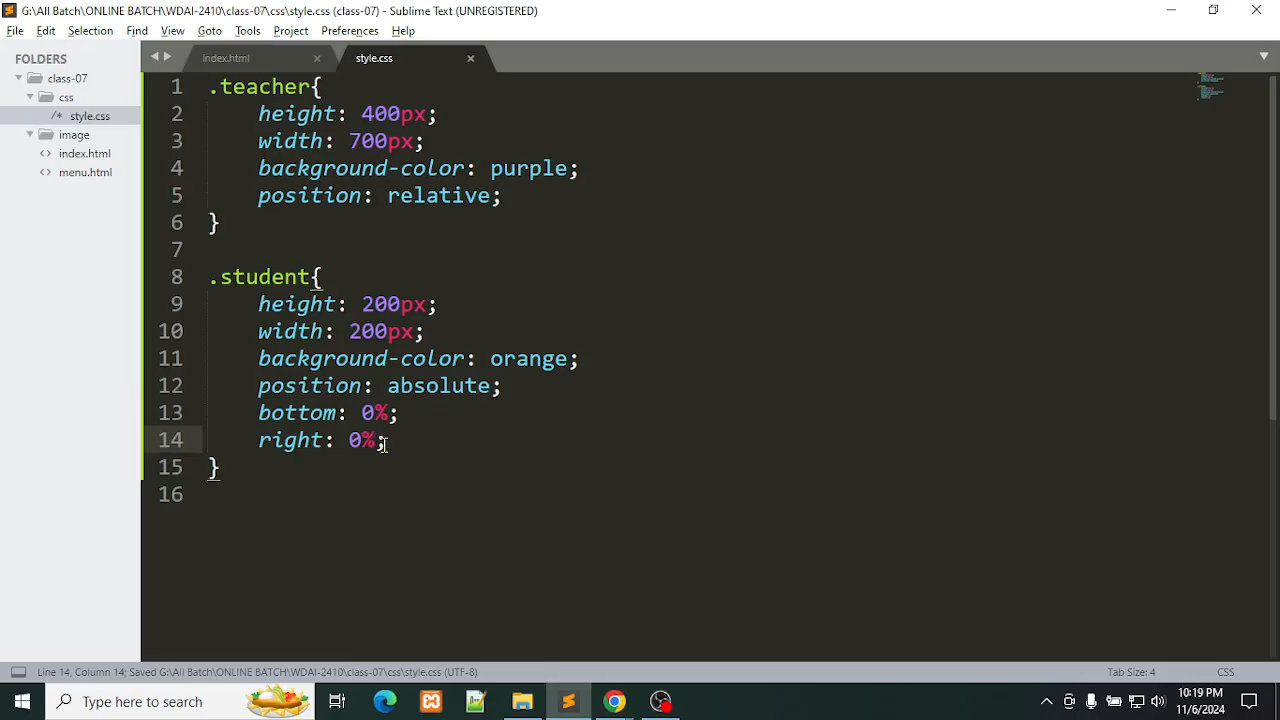 G:\All Batch\ONLINE BATCH\WDAI-2410\class-07\css\style.css (class-07) - Sublime Text (UNREGISTERED)
File Edit Selection Find View Goto Tools Project Preferences Help
FOLDERS
class-07
css
/* style.css
image
<> index.html
<> menu.html
index.html
style.css
1 .teacher{
2 height: 400px;
3 width: 700px;
4 background-color: purple;
5 position: relative;
6 }
7
8 .student{
9 height: 200px;
10 width: 200px;
11 background-color: orange;
12 position: absolute;
13 bottom: 0%;
14 right: 0%;
15 }
16
Line 14, Column 14; Saved G:\All Batch\ONLINE BATCH\WDAI-2410\class-07\css\style.css (UTF-8)
Tab Size: 4
CSS
Type here to search
10:19 PM
11/6/2024